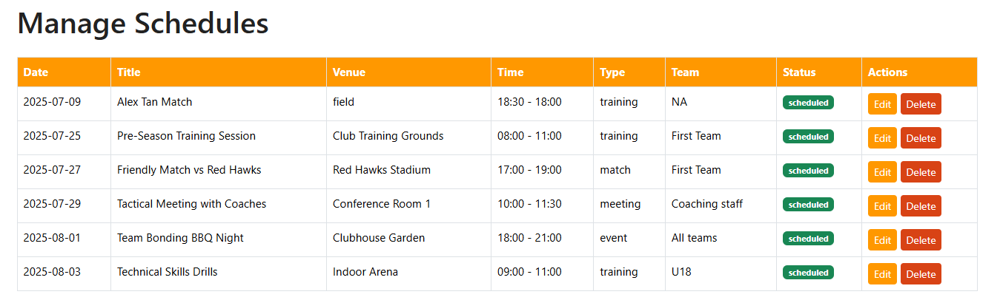 Manage Schedules
Date Title Venue Time Type Team Status Actions
2025-07-09 Alex Tan Match field 18:30 - 18:00 training NA scheduled Edit Delete
2025-07-25 Pre-Season Training Session Club Training Grounds 08:00 - 11:00 training First Team scheduled Edit Delete
2025-07-27 Friendly Match vs Red Hawks Red Hawks Stadium 17:00 - 19:00 match First Team scheduled Edit Delete
2025-07-29 Tactical Meeting with Coaches Conference Room 1 10:00 - 11:30 meeting Coaching staff scheduled Edit Delete
2025-08-01 Team Bonding BBQ Night Clubhouse Garden 18:00 - 21:00 event All teams scheduled Edit Delete
2025-08-03 Technical Skills Drills Indoor Arena 09:00 - 11:00 training U18 scheduled Edit Delete